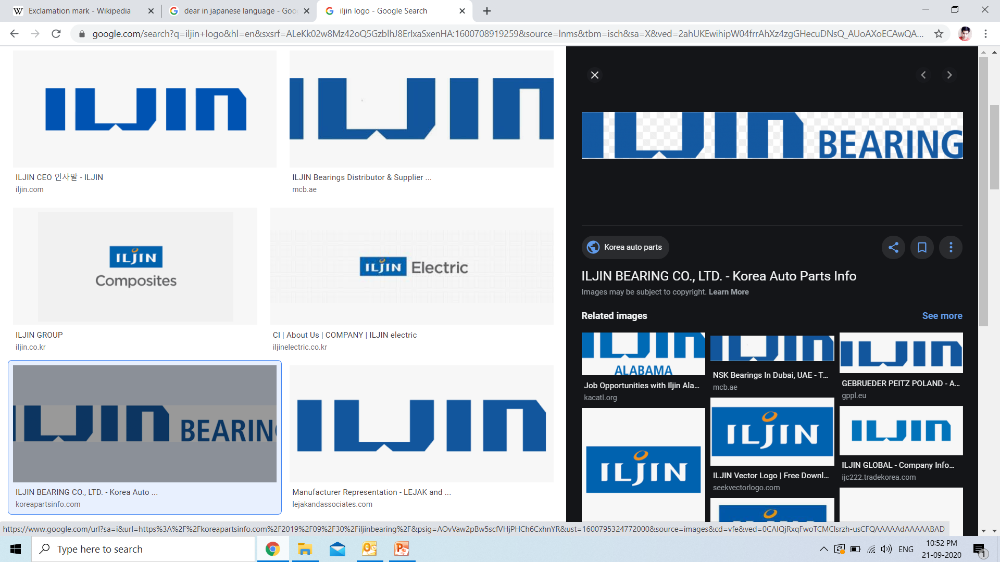 Exclamation mark - Wikipedia
dear in japanese language - Goo
iljin logo - Google Search
google.com/search?q=iljin+logo&hl=en&sxsrf=ALeKk02w8Mz42oQ5GzblhJ8ErIxaSxenHA:1600708919259&source=lnms&tbm=isch&sa=X&ved=2ahUKEwihipW04frrAhXz4zgGHecuDNsQ_AUoAXoECAwQA...
ILJIN
ILJIN CEO 인사말 - ILJIN
iljin.com
ILJIN
ILJIN Bearings Distributor & Supplier ...
mcb.ae
ILJIN
Composites
ILJIN GROUP
iljin.co.kr
ILJIN Electric
CI | About Us | COMPANY | ILJIN electric
iljinelectric.co.kr
ILJIN BEARING
ILJIN BEARING CO., LTD. - Korea Auto ...
koreapartsinfo.com
ILJIN
Manufacturer Representation - LEJAK and ...
lejakandassociates.com
ILJIN BEARING
Korea auto parts
ILJIN BEARING CO., LTD. - Korea Auto Parts Info
Images may be subject to copyright. Learn More
Related images
See more
ILJIN
ALABAMA
Job Opportunities with Iljin Ala...
kacatl.org
ILJIN
NSK Bearings In Dubai, UAE - T...
mcb.ae
ILJIN
GEBRUEDER PEITZ POLAND - A...
gppl.eu
ILJIN
ILJIN
ILJIN Vector Logo | Free Downl...
seekvectorlogo.com
ILJIN
ILJIN GLOBAL - Company Info...
ijc222.tradekorea.com
https://www.google.com/url?sa=i&url=https%3A%2F%2Fkoreapartsinfo.com%2F2019%2F09%2F30%2Filjinbearing%2F&psig=AOvVaw2pBw5scfVHjPHCh6CxhnYR&ust=1600795324772000&source=images&cd=vfe&ved=0CAIQjRxqFwoTCMClsrzh-usCFQAAAAAdAAAAABAD
Type here to search
ENG
10:52 PM
21-09-2020
1